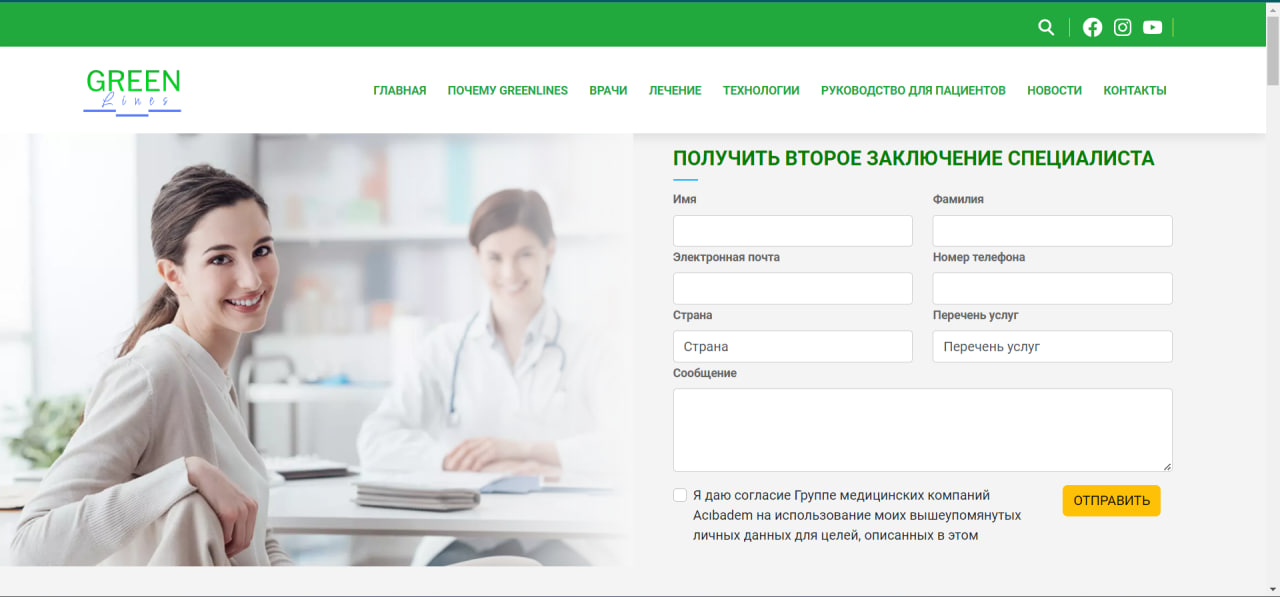 GREEN
Lines
ГЛАВНАЯ ПОЧЕМУ GREENLINES ВРАЧИ ЛЕЧЕНИЕ ТЕХНОЛОГИИ РУКОВОДСТВО ДЛЯ ПАЦИЕНТОВ НОВОСТИ КОНТАКТЫ
ПОЛУЧИТЬ ВТОРОЕ ЗАКЛЮЧЕНИЕ СПЕЦИАЛИСТА
Имя Фамилия
Электронная почта Номер телефона
Страна Перечень услуг
Страна Перечень услуг
Сообщение
Я даю согласие Группе медицинских компаний
Acıbadem на использование моих вышеупомянутых
личных данных для целей, описанных в этом
ОТПРАВИТЬ